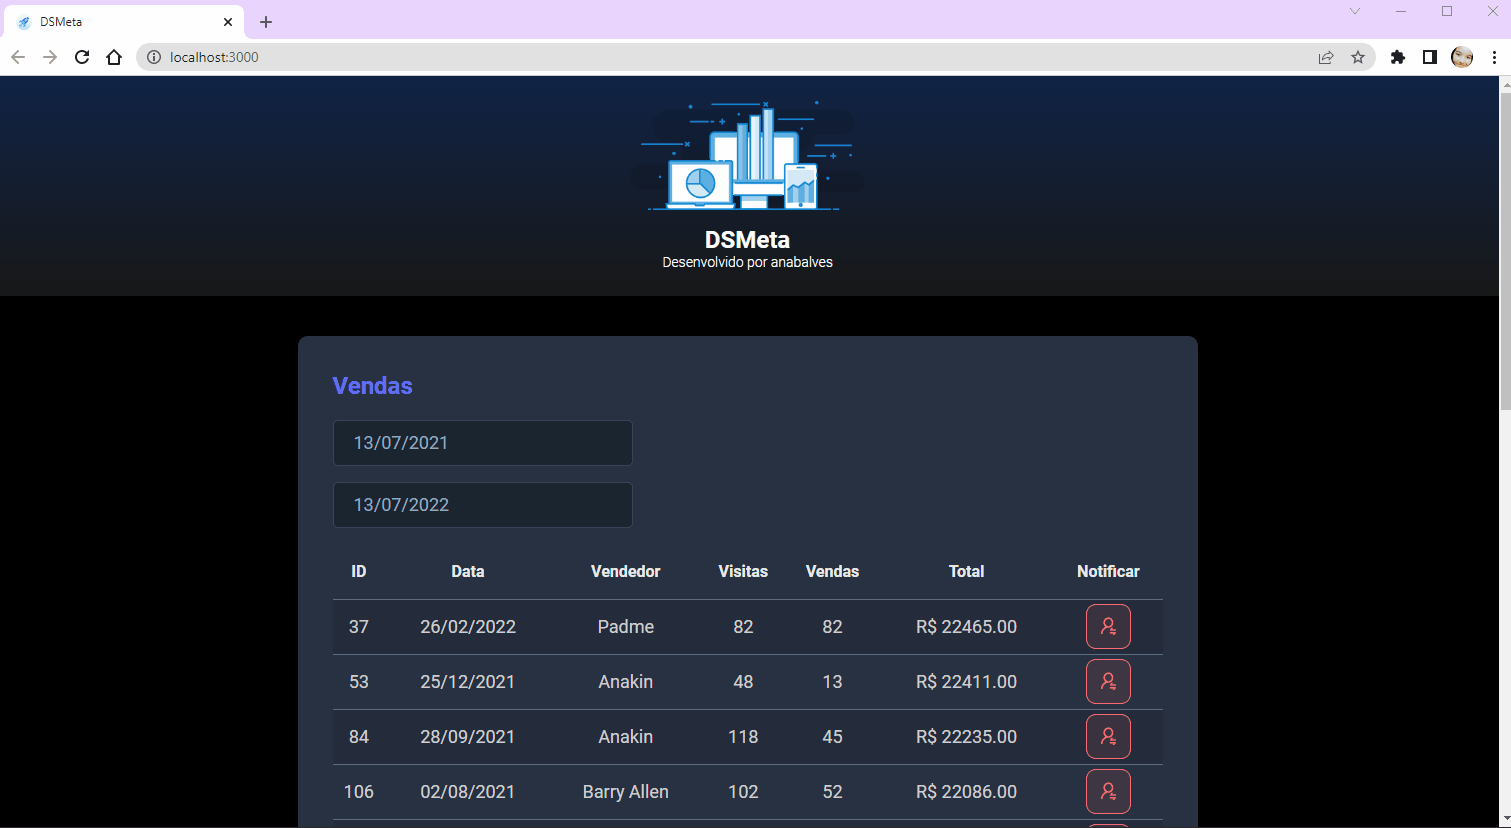 DSMeta
localhost:3000
DSMeta
Desenvolvido por anabalves
Vendas
13/07/2021
13/07/2022
ID Data Vendedor Visitas Vendas Total Notificar
37 26/02/2022 Padme 82 82 R$ 22465.00
53 25/12/2021 Anakin 48 13 R$ 22411.00
84 28/09/2021 Anakin 118 45 R$ 22235.00
106 02/08/2021 Barry Allen 102 52 R$ 22086.00